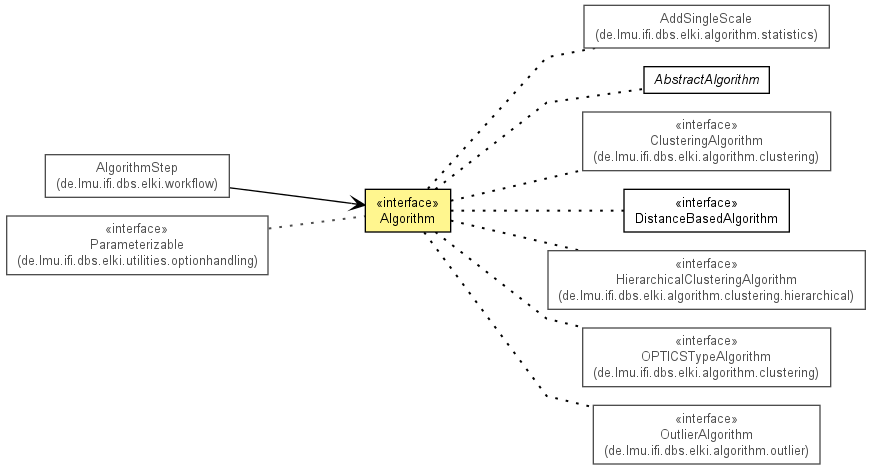 AddSingleScale
(de.lmu.ifi.dbs.elki.algorithm.statistics)
AbstractAlgorithm
«interface»
ClusteringAlgorithm
(de.lmu.ifi.dbs.elki.algorithm.clustering)
AlgorithmStep
(de.lmu.ifi.dbs.elki.workflow)
«interface»
Algorithm
«interface»
DistanceBasedAlgorithm
«interface»
Parameterizable
(de.lmu.ifi.dbs.elki.utilities.optionhandling)
«interface»
HierarchicalClusteringAlgorithm
(de.lmu.ifi.dbs.elki.algorithm.clustering.hierarchical)
«interface»
OPTICSTypeAlgorithm
(de.lmu.ifi.dbs.elki.algorithm.clustering)
«interface»
OutlierAlgorithm
(de.lmu.ifi.dbs.elki.algorithm.outlier)